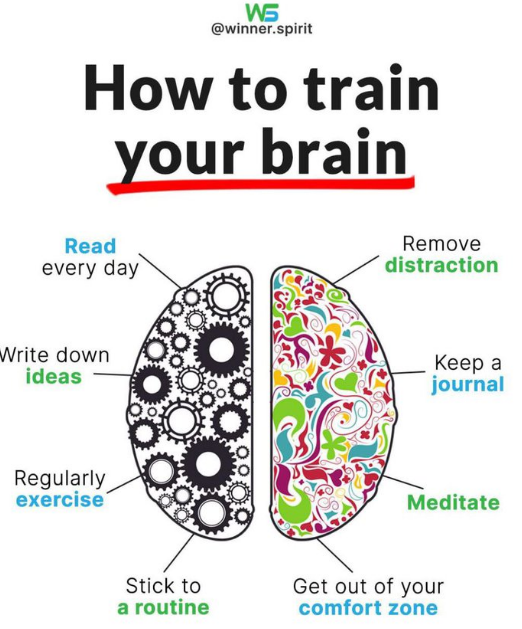 WS
@winner.spirit
How to train
your brain
Read
every day
Remove
distraction
Write down
ideas
Keep a
journal
Regularly
exercise
Meditate
Stick to
a routine
Get out of your
comfort zone